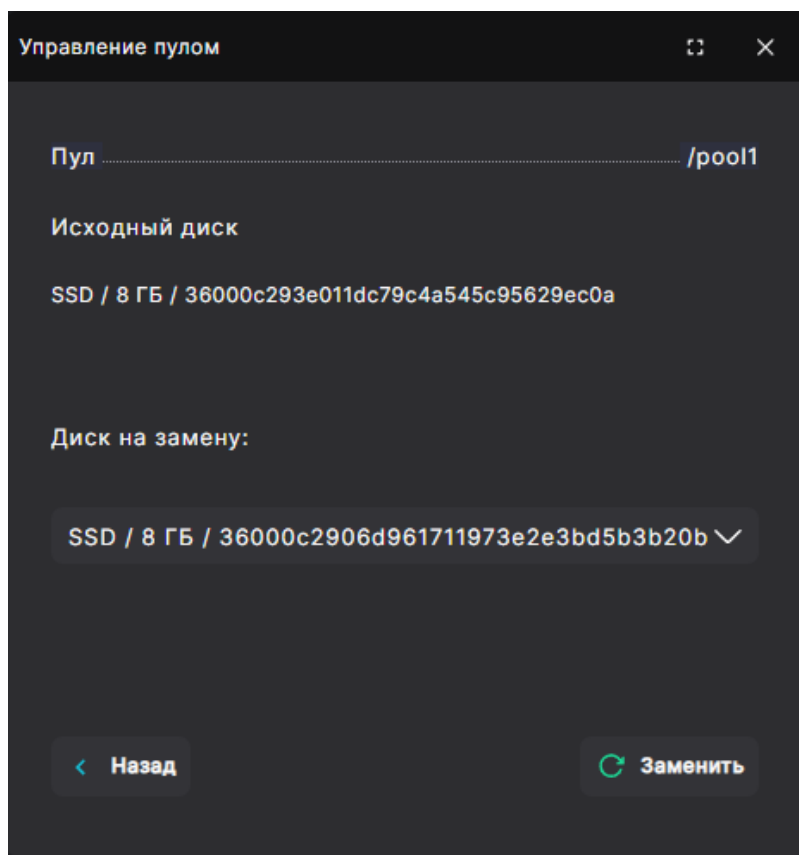 Управление пулом
Пул /pool1
Исходный диск
SSD / 8 ГБ / 36000c293e011dc79c4a545c95629ec0a
Диск на замену:
SSD / 8 ГБ / 36000c2906d961711973e2e3bd5b3b20b
Назад
Заменить